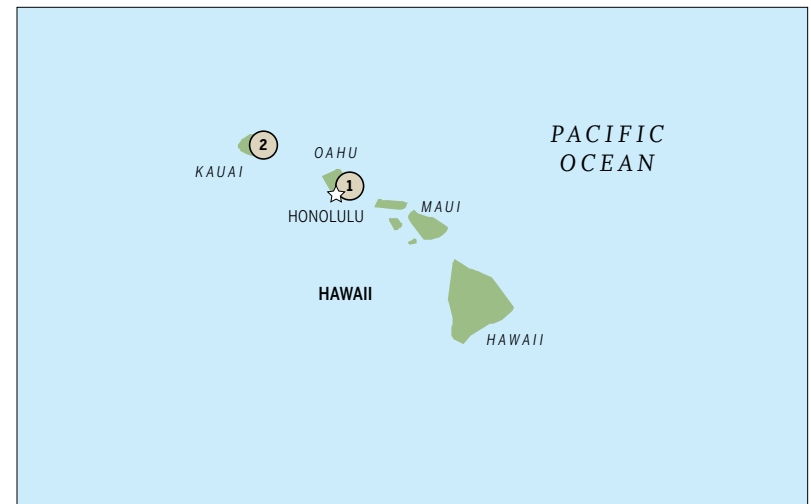 PACIFIC
OCEAN
2
OAHU
KAUAI
1
MAUI
HONOLULU
HAWAII
HAWAII